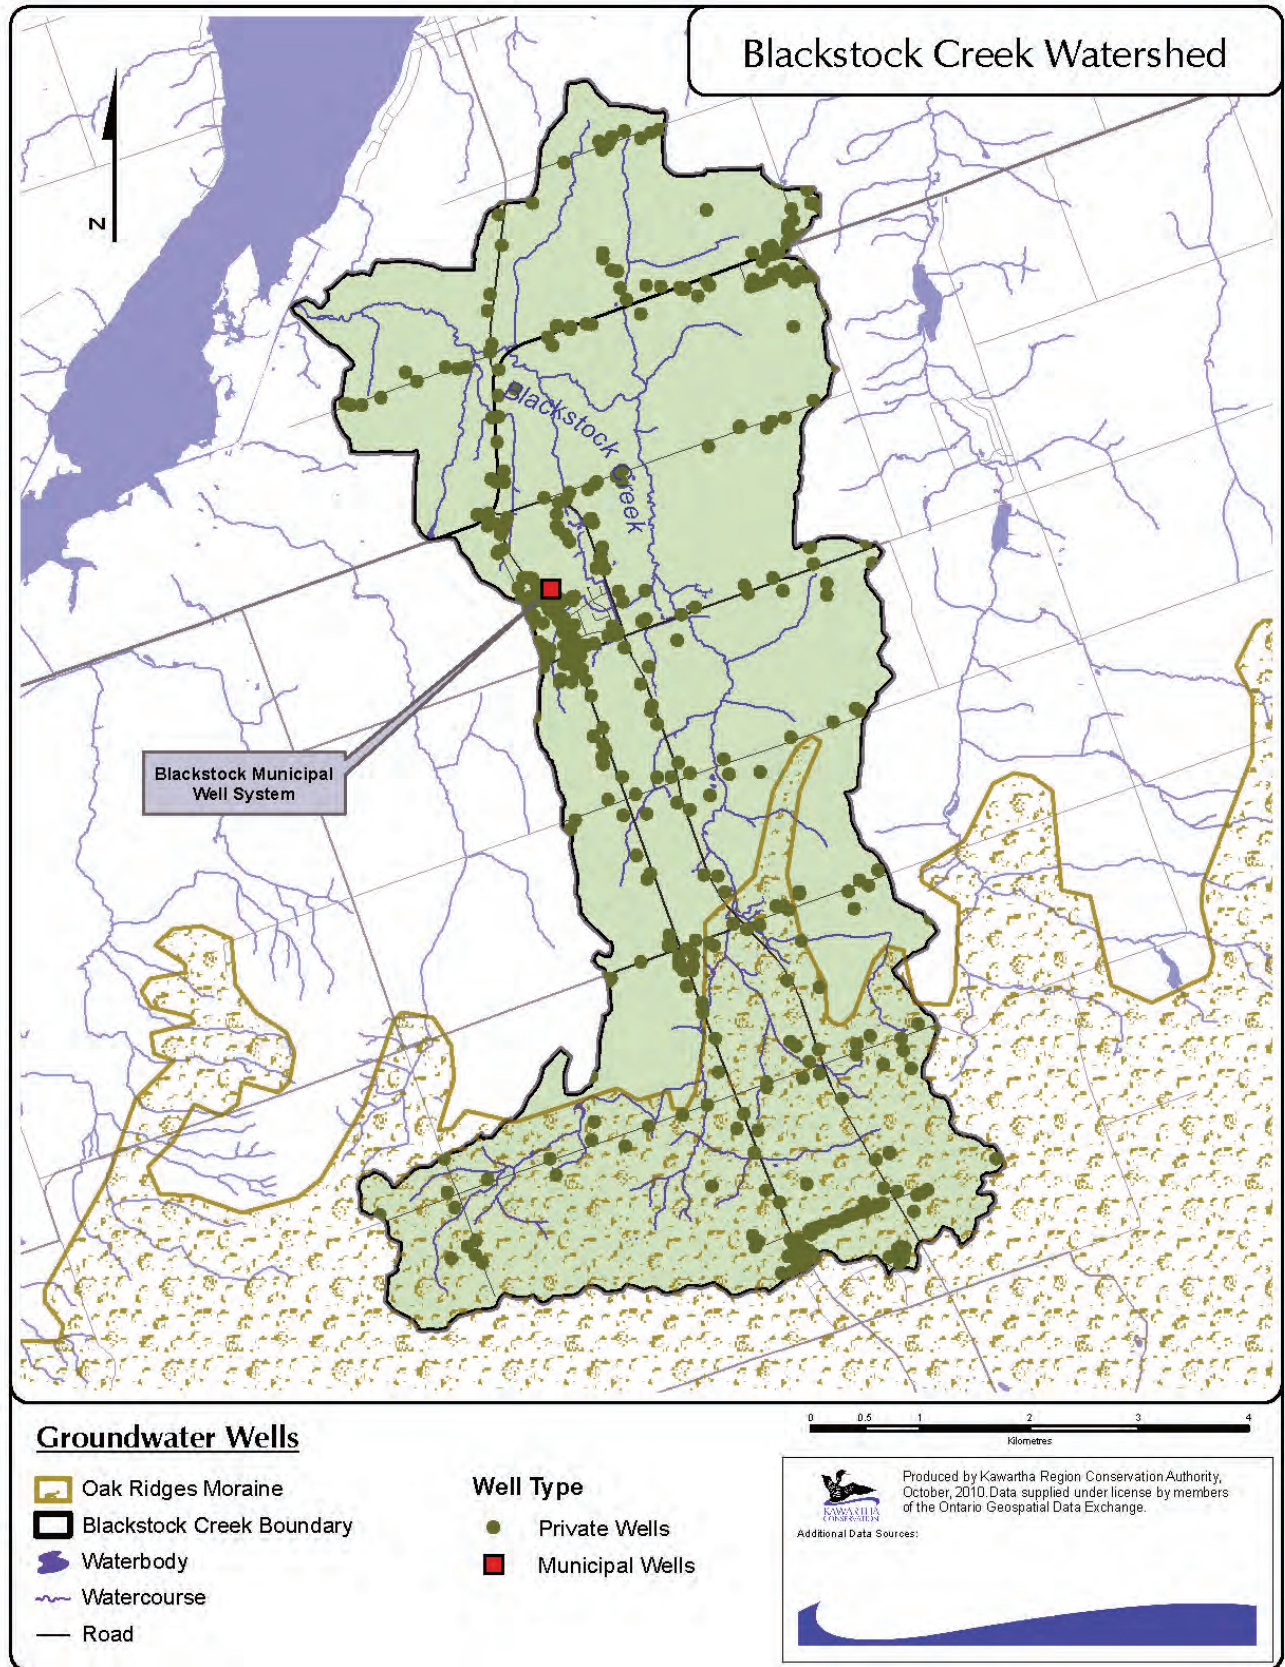 Blackstock Creek Watershed
N
Blackstock Creek
Blackstock Municipal
Well System
Groundwater Wells
Oak Ridges Moraine
Blackstock Creek Boundary
Waterbody
Watercourse
Road
Well Type
Private Wells
Municipal Wells
0 0.5 1 2 3 4
Kilometres
KAWARTHA
CONSERVATION
Produced by Kawartha Region Conservation Authority,
October, 2010. Data supplied under license by members
of the Ontario Geospatial Data Exchange.
Additional Data Sources: